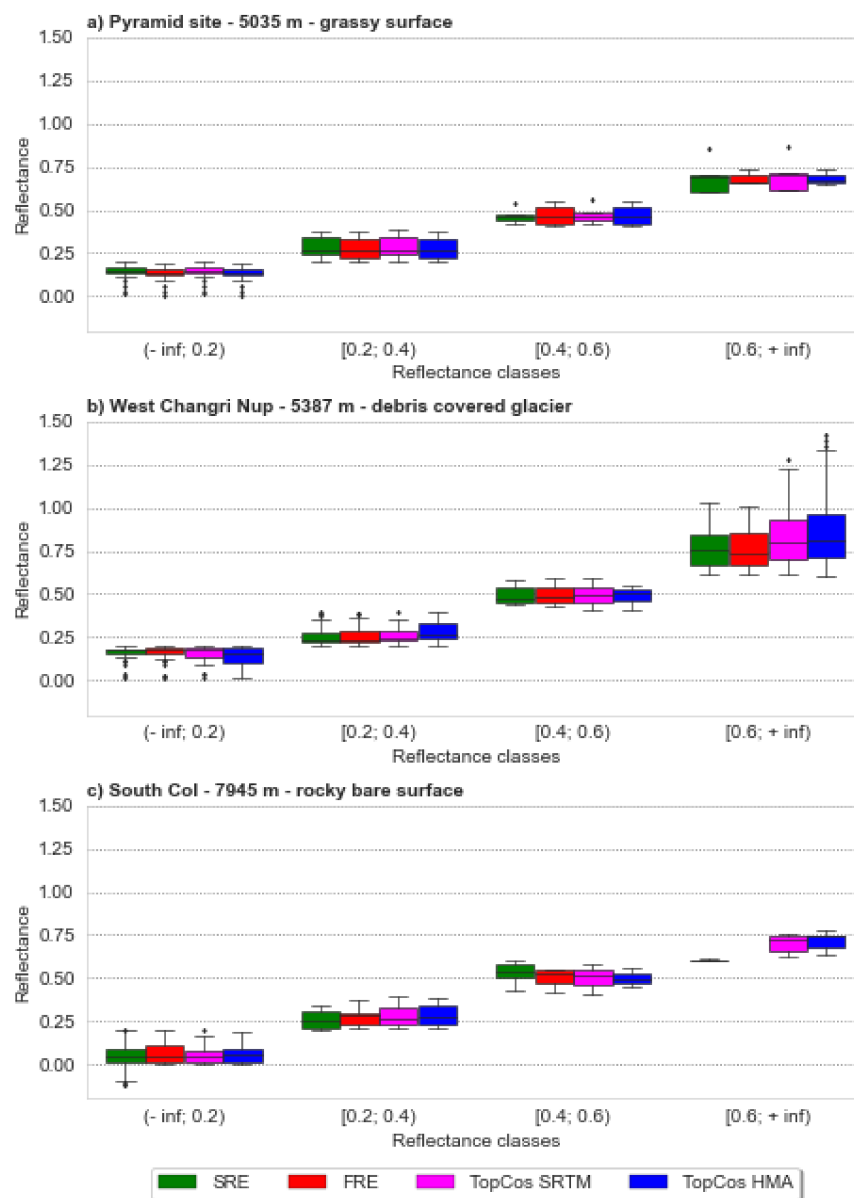 a) Pyramid site - 5035 m - grassy surface
1.50
1.25
1.00
0.75
0.50
0.25
0.00
Reflectance
(- inf; 0.2)
[0.2; 0.4)
[0.4; 0.6)
[0.6; + inf)
Reflectance classes
b) West Changri Nup - 5387 m - debris covered glacier
1.50
1.25
1.00
0.75
0.50
0.25
0.00
Reflectance
(- inf; 0.2)
[0.2; 0.4)
[0.4; 0.6)
[0.6; + inf)
Reflectance classes
c) South Col - 7945 m - rocky bare surface
1.50
1.25
1.00
0.75
0.50
0.25
0.00
Reflectance
(- inf; 0.2)
[0.2; 0.4)
[0.4; 0.6)
[0.6; + inf)
Reflectance classes
SRE
FRE
TopCos SRTM
TopCos HMA